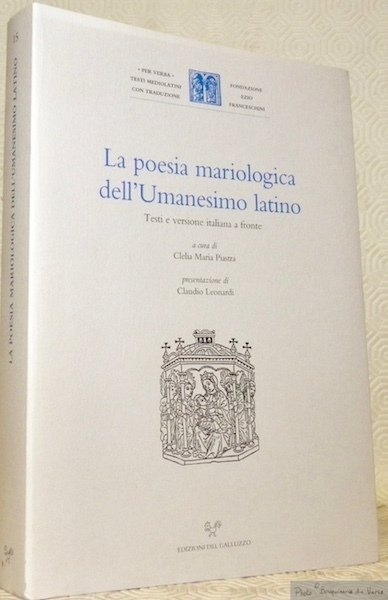 « PER VERBA »
TESTI MEDIOLATINI
CON TRADUZIONE
FONDAZIONE
EZIO
FRANCESCHINI
La poesia mariologica
dell'Umanesimo latino
Testi e versione italiana a fronte
a cura di
Clelia Maria Piastra
presentazione di
Claudio Leonardi
EDIZIONI DEL GALLUZZO
LA POESIA MARIOLOGICA DELL'UMANESIMO LATINO
Photo © Bouquinerie du Varis